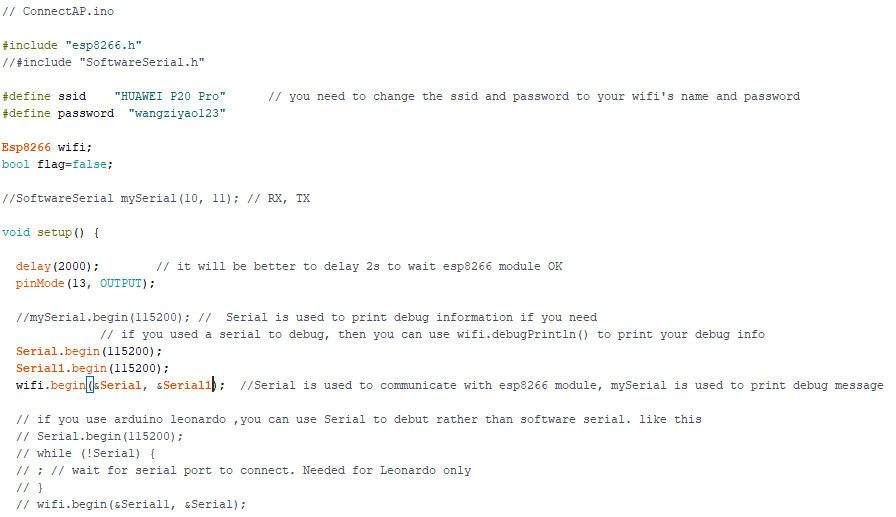 // ConnectAP.ino
#include "esp8266.h"
//#include "SoftwareSerial.h"
#define ssid    "HUAWEI P20 Pro"      // you need to change the ssid and password to your wifi's name and password
#define password  "wangziyao123"
Esp8266 wifi;
bool flag=false;
//SoftwareSerial mySerial(10, 11); // RX, TX
void setup() {
  delay(2000);        // it will be better to delay 2s to wait esp8266 module OK
  pinMode(13, OUTPUT);
  //mySerial.begin(115200); //  Serial is used to print debug information if you need
              // if you used a serial to debug, then you can use wifi.debugPrintln() to print your debug info
  Serial.begin(115200);
  Serial1.begin(115200);
  wifi.begin(&Serial, &Serial1);  //Serial is used to communicate with esp8266 module, mySerial is used to print debug message
  // if you use arduino leonardo ,you can use Serial to debut rather than software serial. like this
  // Serial.begin(115200);
  // while (!Serial) {
  // ; // wait for serial port to connect. Needed for Leonardo only
  // }
  // wifi.begin(&Serial1, &Serial);